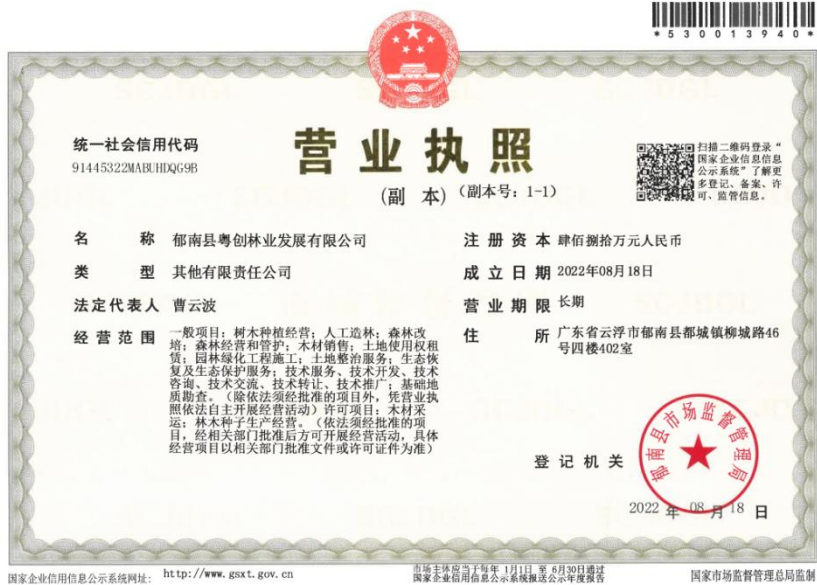 *530013940*
统一社会信用代码
91445322MABUHDQG9B
营业执照
(副 本)(副本号:1-1)
扫描二维码登录“
国家企业信用信息
公示系统”了解更
多登记、备案、许
可、监管信息。
名 称 郁南县粤创林业发展有限公司
类 型 其他有限责任公司
法定代表人 曹云波
经营范围 一般项目:树木种植经营;人工造林;森林改
培;森林经营和管护;木材销售;土地使用权租
赁;园林绿化工程施工;土地整治服务;生态恢
复及生态保护服务;技术服务、技术开发、技术
咨询、技术交流、技术转让、技术推广;基础地
质勘查。(除依法须经批准的项目外,凭营业执
照依法自主开展经营活动)许可项目:木材采
运;林木种子生产经营。(依法须经批准的项
目,经相关部门批准后方可开展经营活动,具体
经营项目以相关部门批准文件或许可证件为准)
注册资本 肆佰捌拾万元人民币
成立日期 2022年08月18日
营业期限 长期
住 所 广东省云浮市郁南县都城镇柳城路46
号四楼402室
登记机关
郁南县市场监督管理局
2022 年 08 月 18 日
国家企业信用信息公示系统网址: http://www.gsxt.gov.cn
市场主体应当于每年 1月1日 至 6月30日通过
国家企业信用信息公示系统报送公示年度报告
国家市场监督管理总局监制